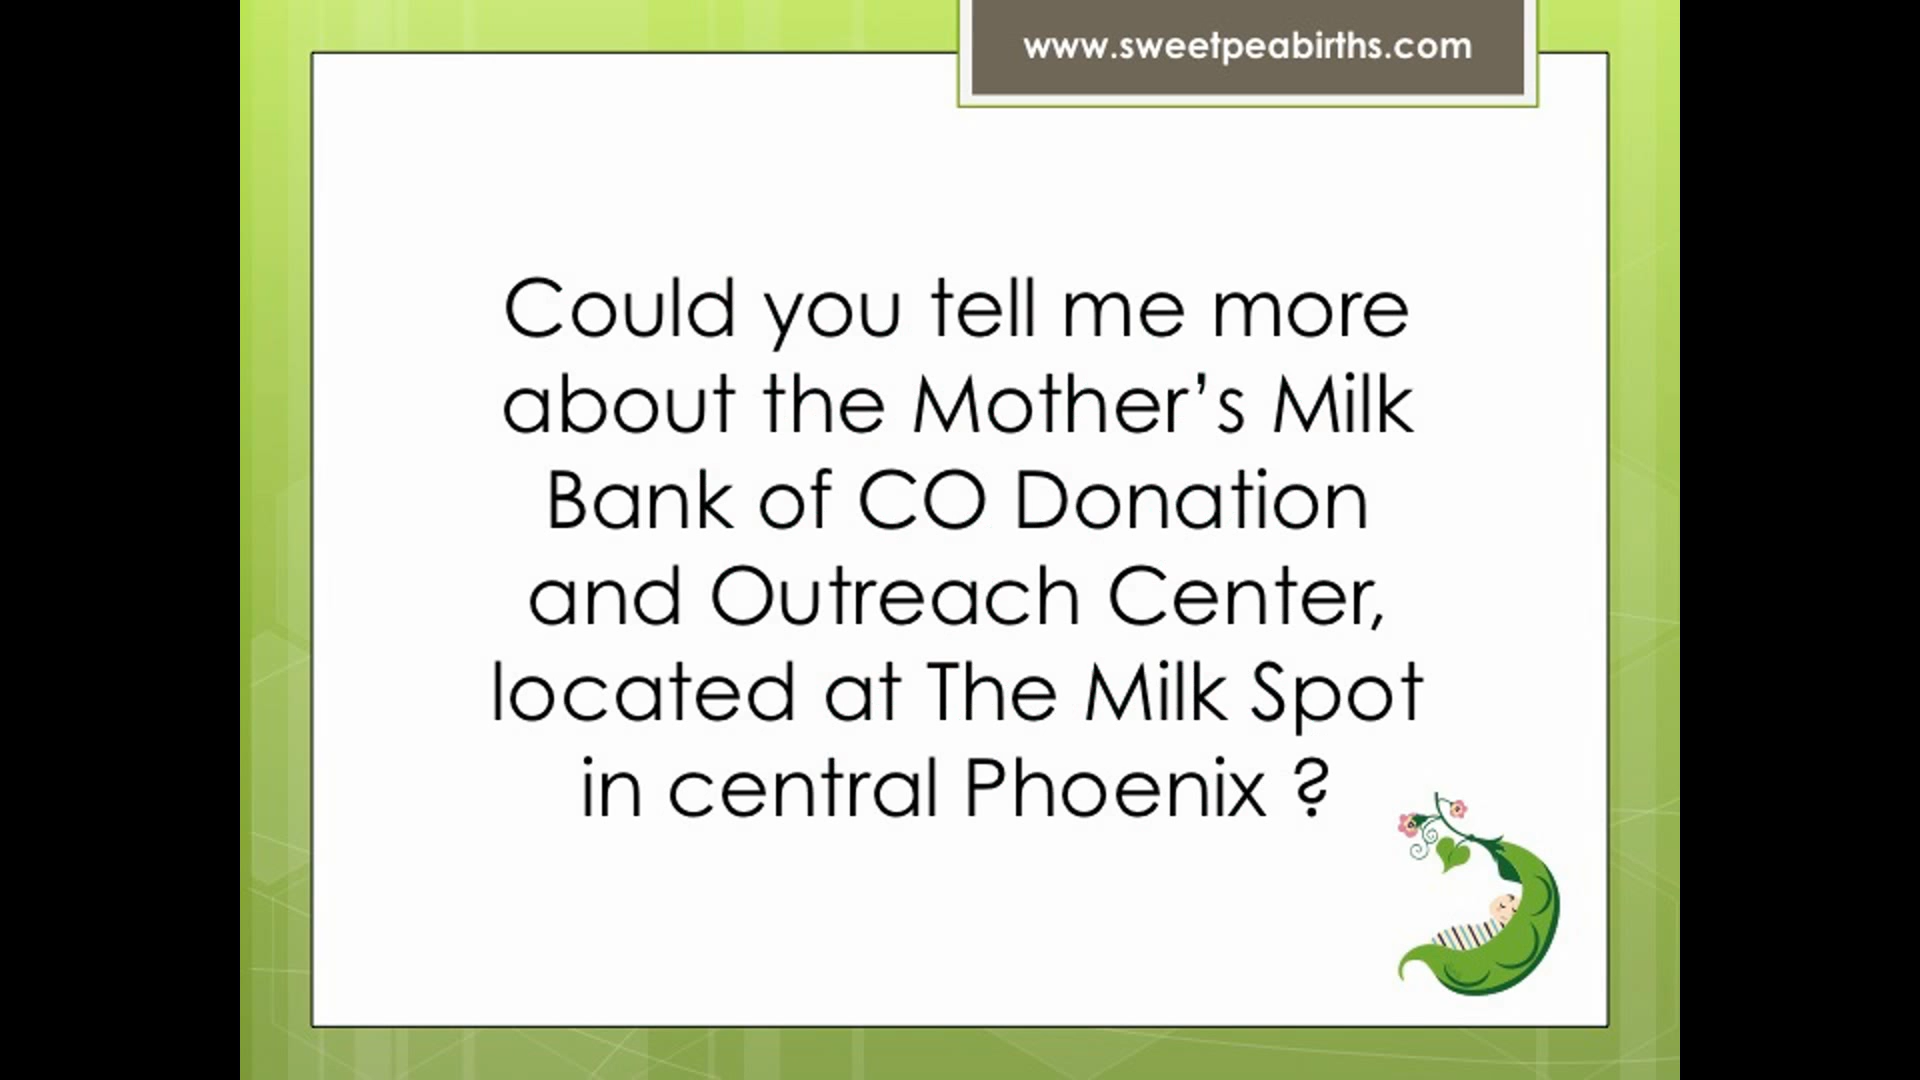 www.sweetpeabirths.com
Could you tell me more
about the Mother’s Milk
Bank of CO Donation
and Outreach Center,
located at The Milk Spot
in central Phoenix ?